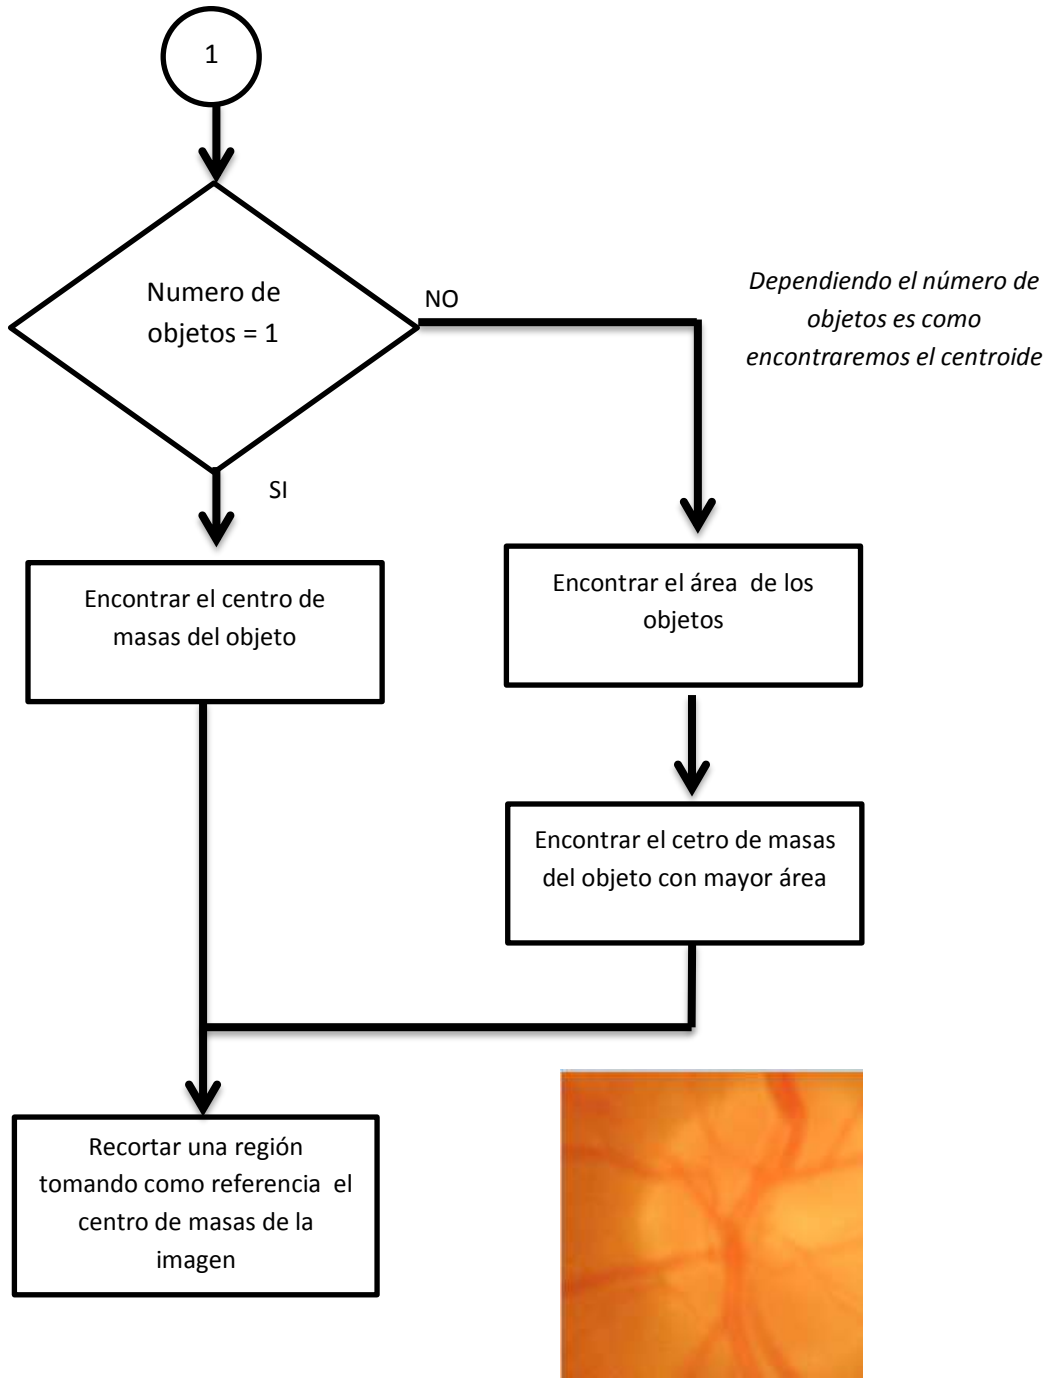 1
Numero de
objetos = 1
NO
Dependiendo el número de
objetos es como
encontraremos el centroide
SI
Encontrar el centro de
masas del objeto
Encontrar el área  de los
objetos
Encontrar el cetro de masas
del objeto con mayor área
Recortar una región
tomando como referencia  el
centro de masas de la
imagen